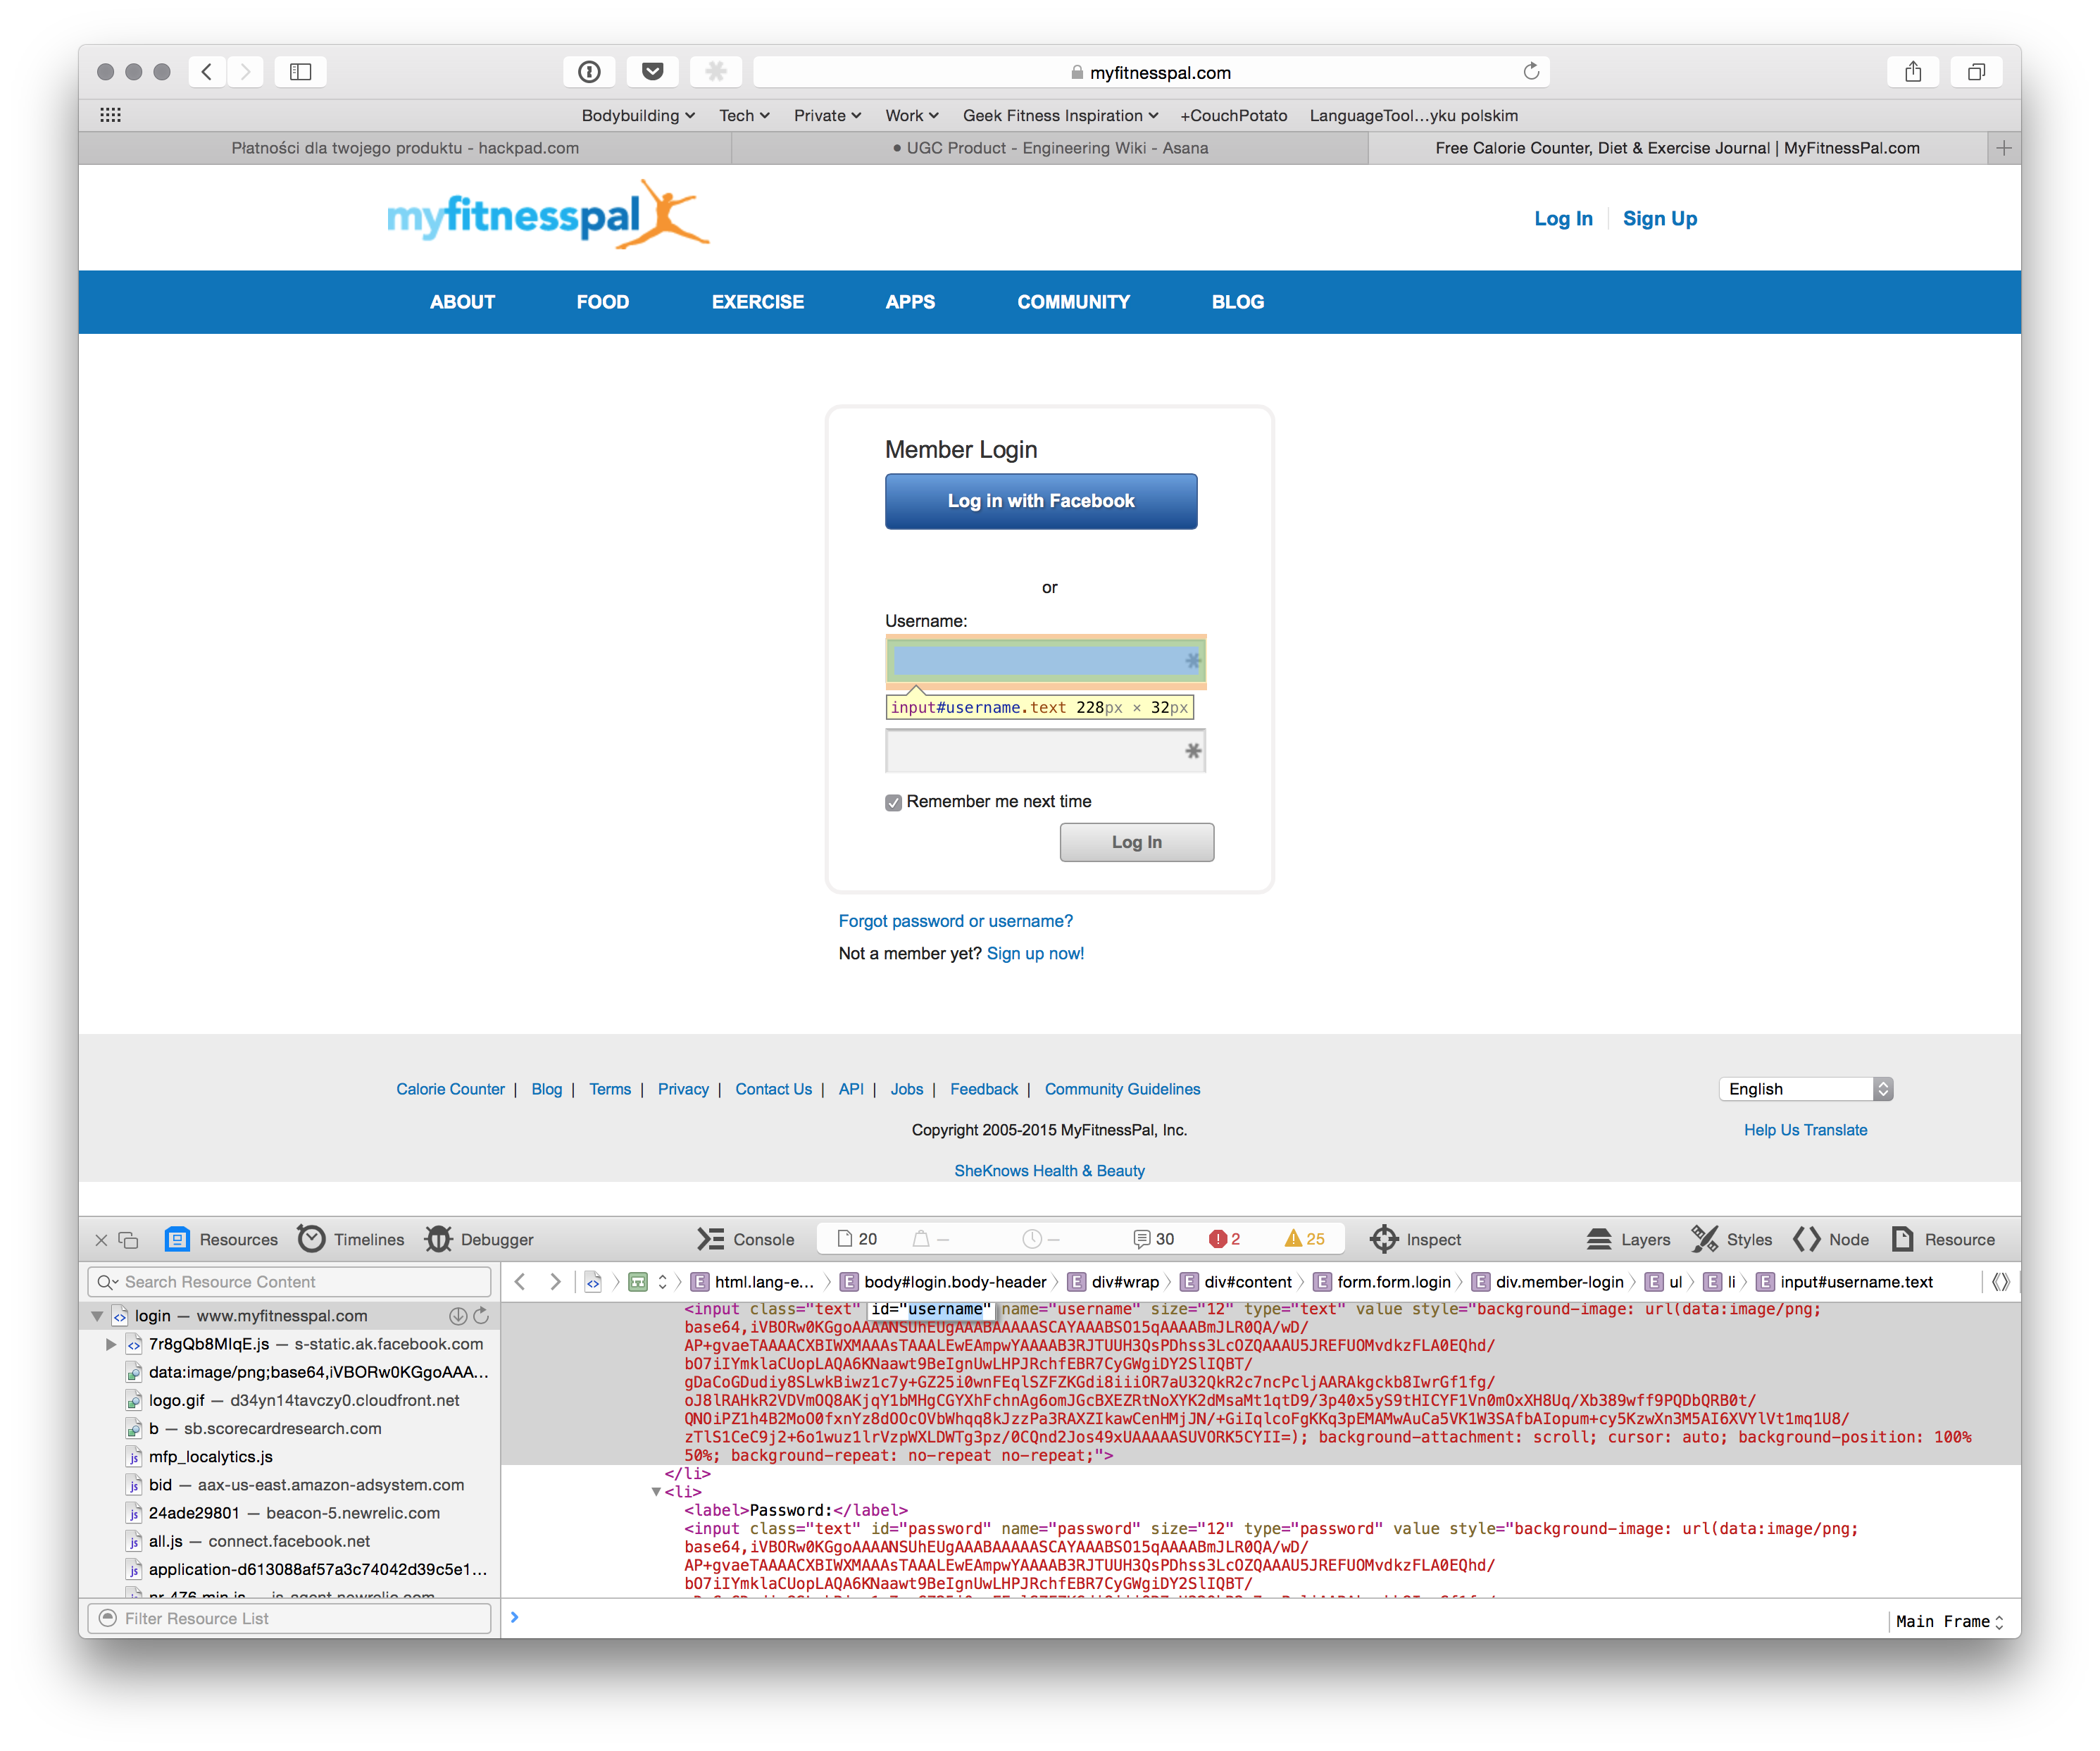 myfitnesspal.com
Bodybuilding Tech Private Work Geek Fitness Inspiration +CouchPotato LanguageTool…yku polskim
Płatności dla twojego produktu - hackpad.com
• UGC Product - Engineering Wiki - Asana
Free Calorie Counter, Diet & Exercise Journal | MyFitnessPal.com
myfitnesspal
Log In Sign Up
ABOUT FOOD EXERCISE APPS COMMUNITY BLOG
Member Login
Log in with Facebook
or
Username:
input#username.text 228px × 32px
Remember me next time
Log In
Forgot password or username?
Not a member yet? Sign up now!
Calorie Counter | Blog | Terms | Privacy | Contact Us | API | Jobs | Feedback | Community Guidelines
English
Copyright 2005-2015 MyFitnessPal, Inc.
Help Us Translate
SheKnows Health & Beauty
Resources Timelines Debugger Console 20 — — 30 2 25 Inspect Layers Styles Node Resource
Search Resource Content
html.lang-e… body#login.body-header div#wrap div#content form.form.login div.member-login ul li input#username.text
login — www.myfitnesspal.com
7r8gQb8MIqE.js — s-static.ak.facebook.com
data:image/png;base64,iVBORw0KGgoAAA…
logo.gif — d34yn14tavczy0.cloudfront.net
b — sb.scorecardresearch.com
mfp_localytics.js
bid — aax-us-east.amazon-adsystem.com
24ade29801 — beacon-5.newrelic.com
all.js — connect.facebook.net
application-d613088af57a3c74042d39c5e1…
nr-476.min.js — js-agent.newrelic.com
Filter Resource List
<input class="text" id="username" name="username" size="12" type="text" value style="background-image: url(data:image/png;
base64,iVBORw0KGgoAAAANSUhEUgAAABAAAAASCAYAAABSO15qAAAABmJLR0QA/wD/
AP+gvaeTAAAACXBIWXMAAAsTAAALEwEAmpwYAAAAB3RJTUUH3QsPDhss3LcOZQAAAU5JREFUOMvdkzFLA0EQhd/
bO7iIYmklaCUopLAQA6KNaawt9BeIgnUwLHPJRchfEBR7CyGWgiDY2SlIQBT/
gDaCoGDudiy8SLwkBiwz1c7y+GZ25i0wnFEqlSZFZKGdi8iiiOR7aU32QkR2c7ncPcljAARAkgckb8IwrGf1fg/
oJ8lRAHkR2VDVmOQ8AKjqY1bMHgCGYXhFchnAg6omJGcBXEZRtNoXYK2dMsaMt1qtD9/3p40x5yS9tHICYF1Vn0mOxXH8Uq/Xb389wff9PQDbQRB0t/
QNOiPZ1h4B2MoO0fxnYz8dOOcOVbWhqq8kJzzPa3RAXZIkawCenHMjJN/+GiIqlcoFgKKq3pEMAMwAuCa5VK1W3SAfbAIopum+cy5KzwXn3M5AI6XVYlVt1mq1U8/
zTlS1CeC9j2+6o1wuz1lrVzpWXLDWTg3pz/0CQnd2Jos49xUAAAAASUVORK5CYII=); background-attachment: scroll; cursor: auto; background-position: 100%
50%; background-repeat: no-repeat no-repeat;">
</li>
<li>
<label>Password:</label>
<input class="text" id="password" name="password" size="12" type="password" value style="background-image: url(data:image/png;
base64,iVBORw0KGgoAAAANSUhEUgAAABAAAAASCAYAAABSO15qAAAABmJLR0QA/wD/
AP+gvaeTAAAACXBIWXMAAAsTAAALEwEAmpwYAAAAB3RJTUUH3QsPDhss3LcOZQAAAU5JREFUOMvdkzFLA0EQhd/
bO7iIYmklaCUopLAQA6KNaawt9BeIgnUwLHPJRchfEBR7CyGWgiDY2SlIQBT/
Main Frame